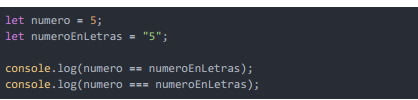 let numero = 5;
let numeroEnLetras = "5";
console.log(numero == numeroEnLetras);
console.log(numero === numeroEnLetras);